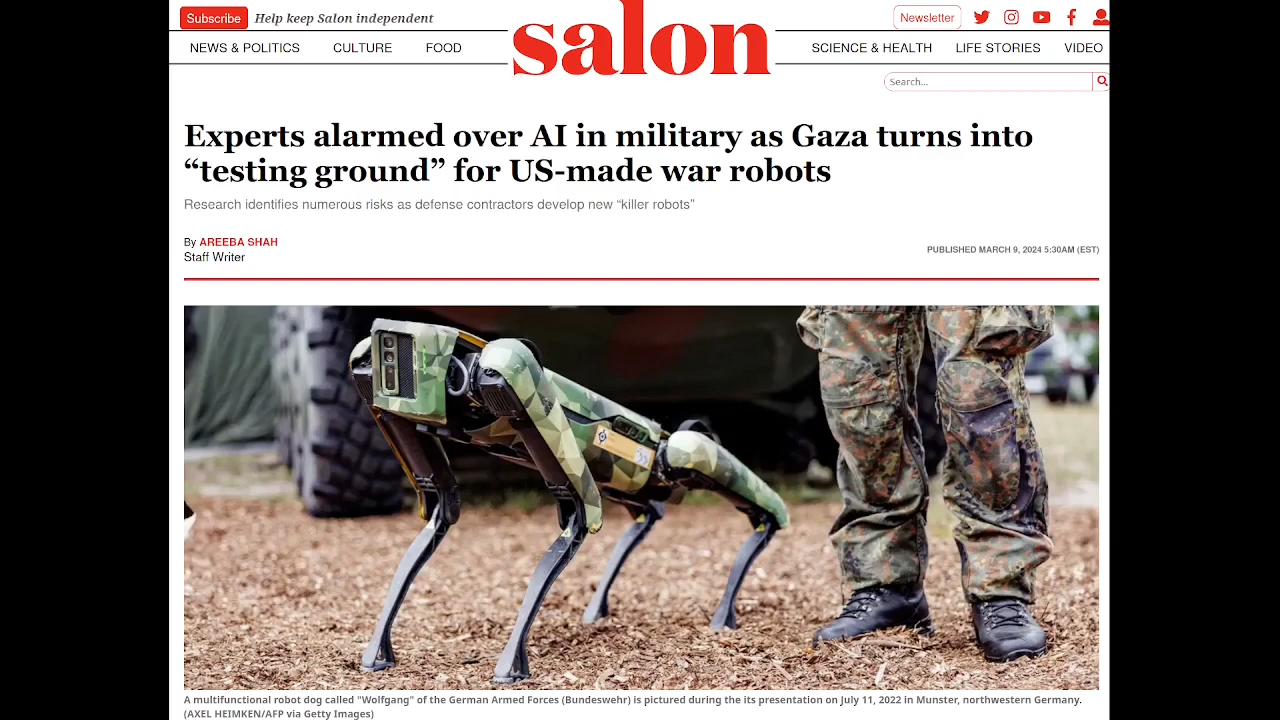 Subscribe Help keep Salon independent
Newsletter
NEWS & POLITICS CULTURE FOOD
salon
SCIENCE & HEALTH LIFE STORIES VIDEO
Search...
Experts alarmed over AI in military as Gaza turns into
“testing ground” for US-made war robots
Research identifies numerous risks as defense contractors develop new “killer robots”
By AREEBA SHAH
Staff Writer
PUBLISHED MARCH 9, 2024 5:30AM (EST)
A multifunctional robot dog called "Wolfgang" of the German Armed Forces (Bundeswehr) is pictured during the its presentation on July 11, 2022 in Munster, northwestern Germany.
(AXEL HEIMKEN/AFP via Getty Images)